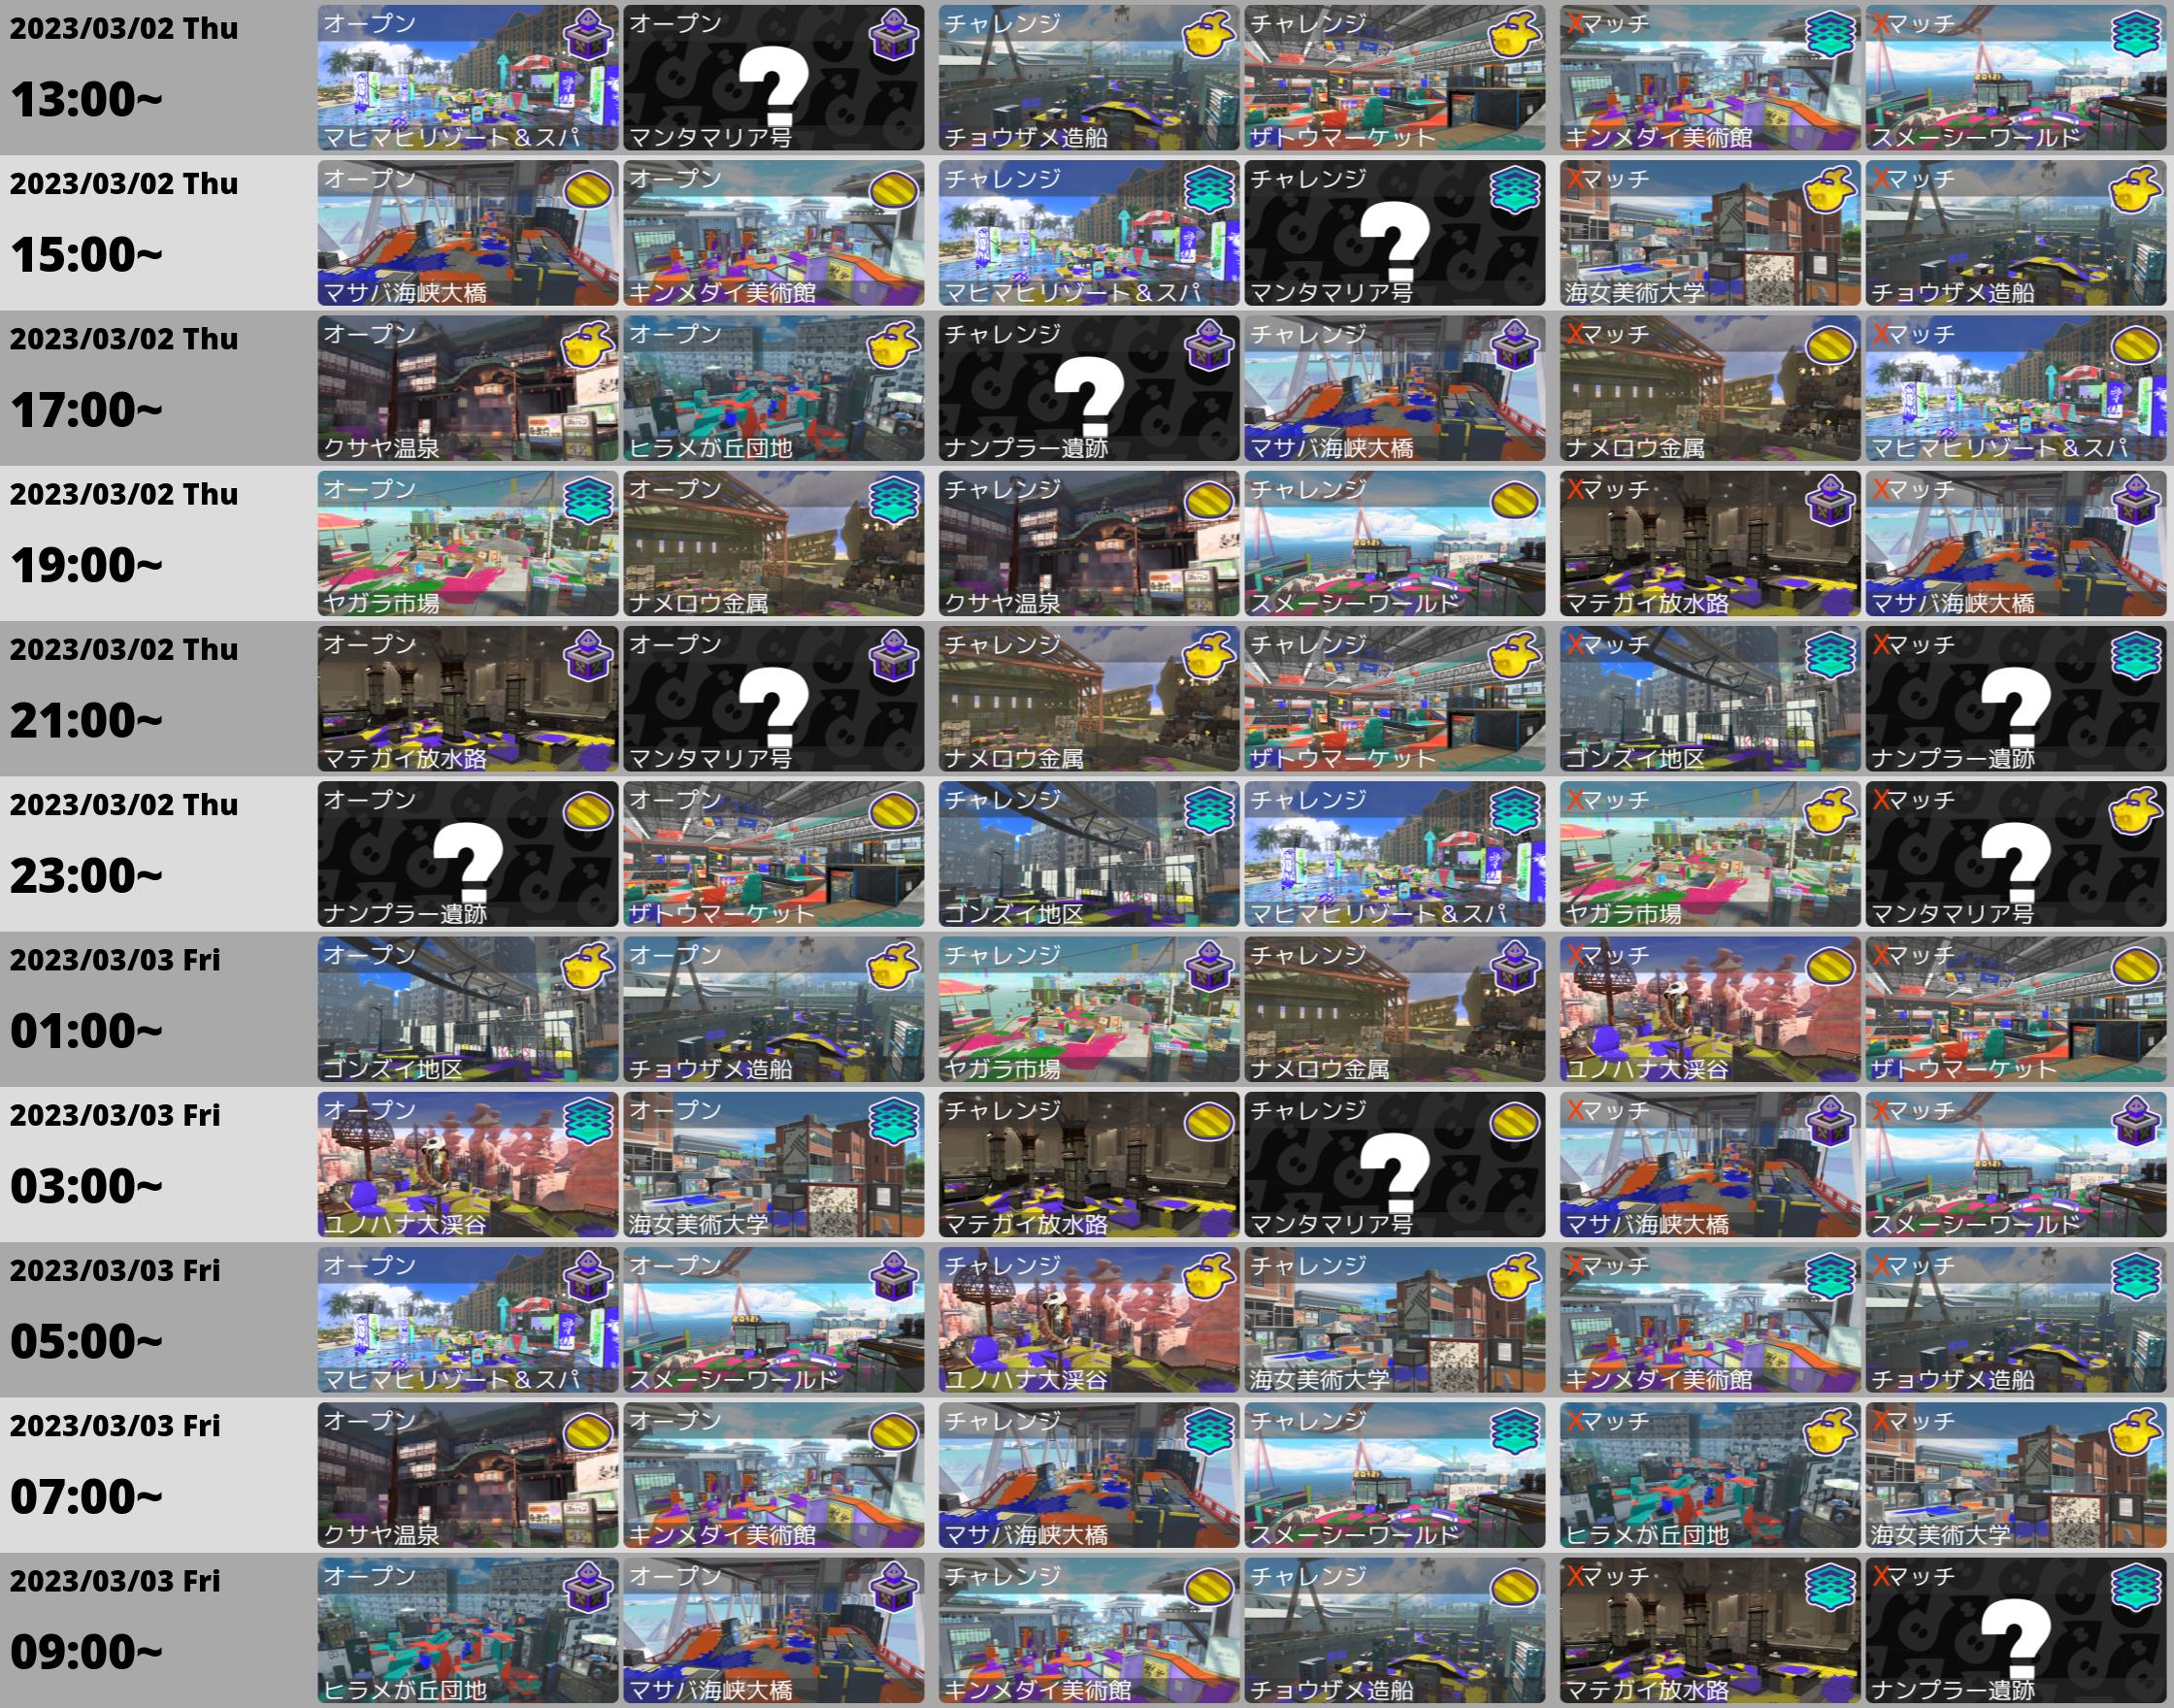 2023/03/02 Thu
13:00~
オープン
マヒマヒリゾート&スパ
オープン
マンタマリア号
チャレンジ
チョウザメ造船
チャレンジ
ザトウマーケット
Xマッチ
キンメダイ美術館
Xマッチ
スメーシーワールド
2023/03/02 Thu
15:00~
オープン
マサバ海峡大橋
オープン
キンメダイ美術館
チャレンジ
マヒマヒリゾート&スパ
チャレンジ
マンタマリア号
Xマッチ
海女美術大学
Xマッチ
チョウザメ造船
2023/03/02 Thu
17:00~
オープン
クサヤ温泉
オープン
ヒラメが丘団地
チャレンジ
ナンプラー遺跡
チャレンジ
マサバ海峡大橋
Xマッチ
ナメロウ金属
Xマッチ
マヒマヒリゾート&スパ
2023/03/02 Thu
19:00~
オープン
ヤガラ市場
オープン
ナメロウ金属
チャレンジ
クサヤ温泉
チャレンジ
スメーシーワールド
Xマッチ
マテガイ放水路
Xマッチ
マサバ海峡大橋
2023/03/02 Thu
21:00~
オープン
マテガイ放水路
オープン
マンタマリア号
チャレンジ
ナメロウ金属
チャレンジ
ザトウマーケット
Xマッチ
ゴンズイ地区
Xマッチ
ナンプラー遺跡
2023/03/02 Thu
23:00~
オープン
ナンプラー遺跡
オープン
ザトウマーケット
チャレンジ
ゴンズイ地区
チャレンジ
マヒマヒリゾート&スパ
Xマッチ
ヤガラ市場
Xマッチ
マンタマリア号
2023/03/03 Fri
01:00~
オープン
ゴンズイ地区
オープン
チョウザメ造船
チャレンジ
ヤガラ市場
チャレンジ
ナメロウ金属
Xマッチ
ユノハナ大渓谷
Xマッチ
ザトウマーケット
2023/03/03 Fri
03:00~
オープン
ユノハナ大渓谷
オープン
海女美術大学
チャレンジ
マテガイ放水路
チャレンジ
マンタマリア号
Xマッチ
マサバ海峡大橋
Xマッチ
スメーシーワールド
2023/03/03 Fri
05:00~
オープン
マヒマヒリゾート&スパ
オープン
スメーシーワールド
チャレンジ
ユノハナ大渓谷
チャレンジ
海女美術大学
Xマッチ
キンメダイ美術館
Xマッチ
チョウザメ造船
2023/03/03 Fri
07:00~
オープン
クサヤ温泉
オープン
キンメダイ美術館
チャレンジ
マサバ海峡大橋
チャレンジ
スメーシーワールド
Xマッチ
ヒラメが丘団地
Xマッチ
海女美術大学
2023/03/03 Fri
09:00~
オープン
ヒラメが丘団地
オープン
マサバ海峡大橋
チャレンジ
キンメダイ美術館
チャレンジ
チョウザメ造船
Xマッチ
マテガイ放水路
Xマッチ
ナンプラー遺跡